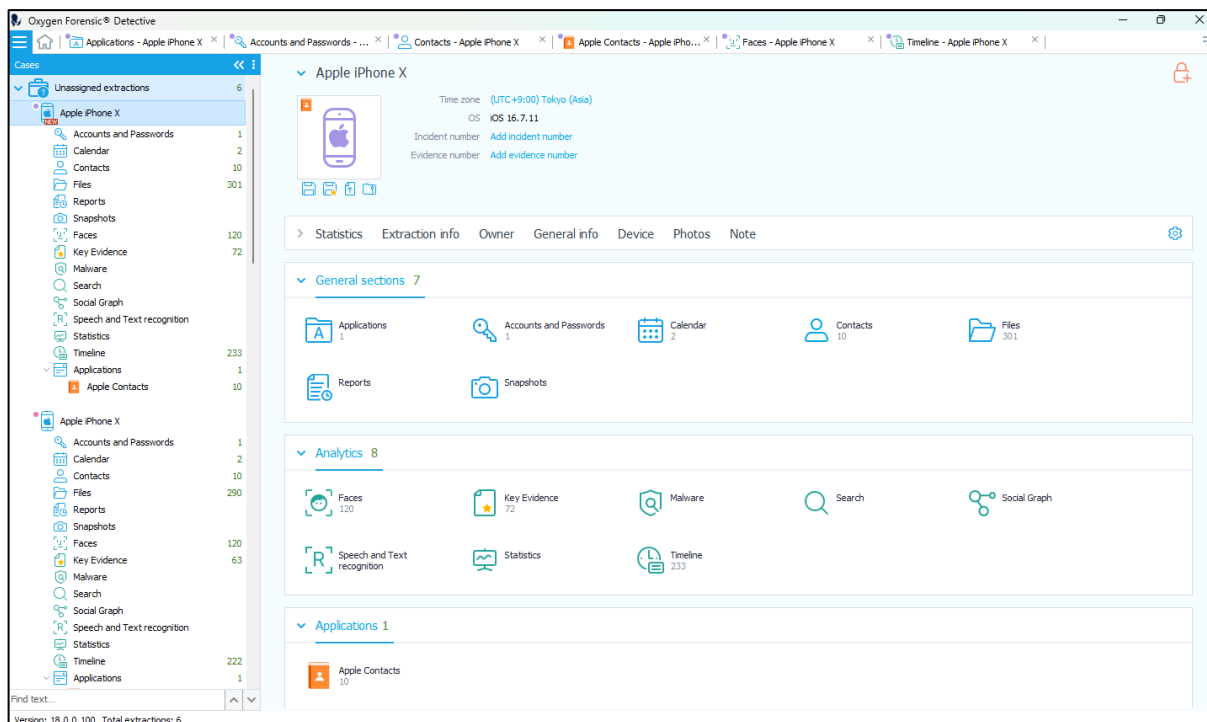 Oxygen Forensic® Detective
Applications - Apple iPhone X
Accounts and Passwords - ...
Contacts - Apple iPhone X
Apple Contacts - Apple iPho...
Faces - Apple iPhone X
Timeline - Apple iPhone X
Cases
Unassigned extractions 6
Apple iPhone X
NEW
Accounts and Passwords 1
Calendar 2
Contacts 10
Files 301
Reports
Snapshots
Faces 120
Key Evidence 72
Malware
Search
Social Graph
Speech and Text recognition
Statistics
Timeline 233
Applications 1
Apple Contacts 10
Apple iPhone X
Accounts and Passwords 1
Calendar 2
Contacts 10
Files 290
Reports
Snapshots
Faces 120
Key Evidence 63
Malware
Search
Social Graph
Speech and Text recognition
Statistics
Timeline 222
Applications 1
Find text...
Version: 18.0.0.100 Total extractions: 6
Apple iPhone X
Time zone (UTC+9:00) Tokyo (Asia)
OS iOS 16.7.11
Incident number Add incident number
Evidence number Add evidence number
Statistics Extraction info Owner General info Device Photos Note
General sections 7
Applications
1
Accounts and Passwords
1
Calendar
2
Contacts
10
Files
301
Reports
Snapshots
Analytics 8
Faces
120
Key Evidence
72
Malware
Search
Social Graph
Speech and Text
recognition
Statistics
Timeline
233
Applications 1
Apple Contacts
10